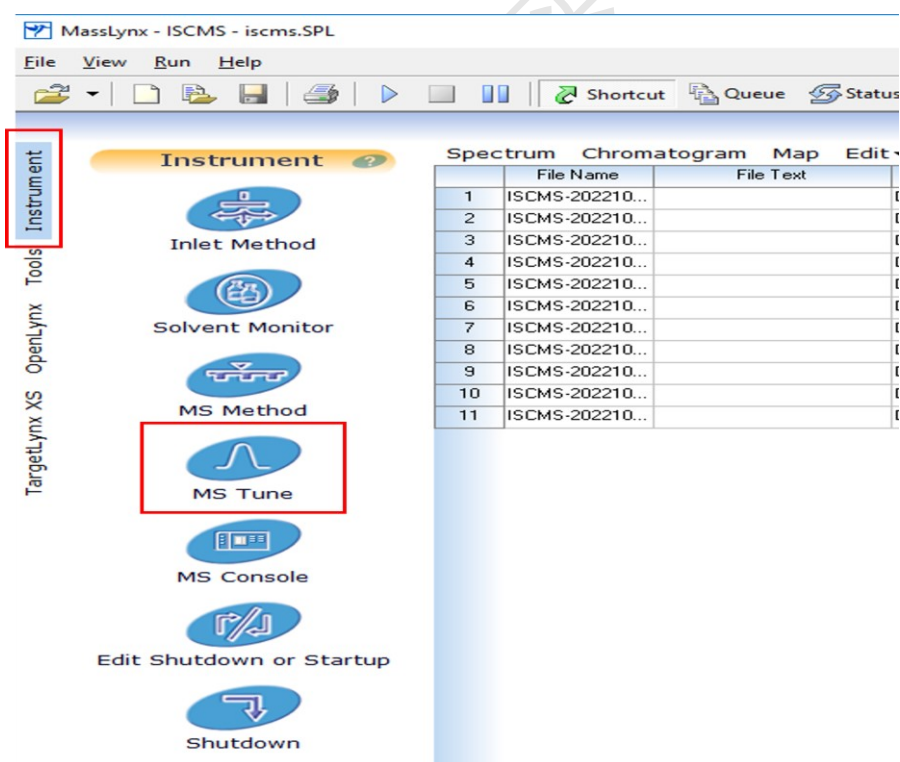 MassLynx - ISCMS - iscms.SPL
File View Run Help
Shortcut Queue Status
Instrument
Tools
OpenLynx
TargetLynx XS
Instrument ?
Inlet Method
Solvent Monitor
MS Method
MS Tune
MS Console
Edit Shutdown or Startup
Shutdown
Spectrum Chromatogram Map Edit
File Name File Text
1 ISCMS-202210...
2 ISCMS-202210...
3 ISCMS-202210...
4 ISCMS-202210...
5 ISCMS-202210...
6 ISCMS-202210...
7 ISCMS-202210...
8 ISCMS-202210...
9 ISCMS-202210...
10 ISCMS-202210...
11 ISCMS-202210...